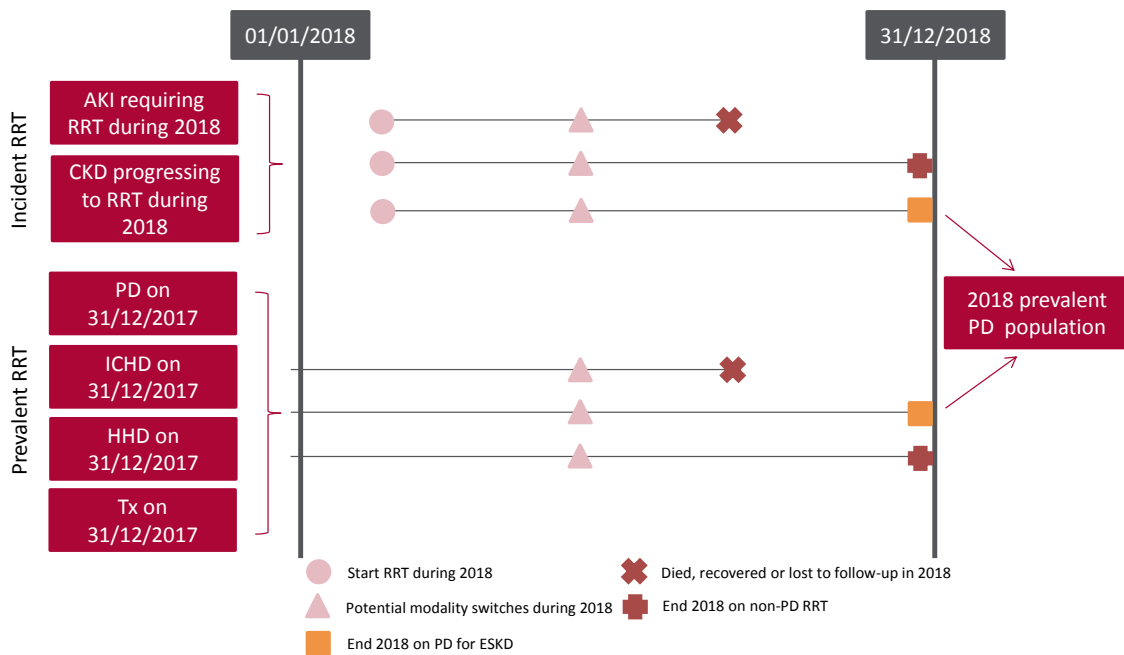 01/01/2018
31/12/2018
Incident RRT
AKI requiring
RRT during 2018
CKD progressing
to RRT during
2018
Prevalent RRT
PD on
31/12/2017
ICHD on
31/12/2017
HHD on
31/12/2017
Tx on
31/12/2017
2018 prevalent
PD population
Start RRT during 2018
Died, recovered or lost to follow-up in 2018
Potential modality switches during 2018
End 2018 on non-PD RRT
End 2018 on PD for ESKD